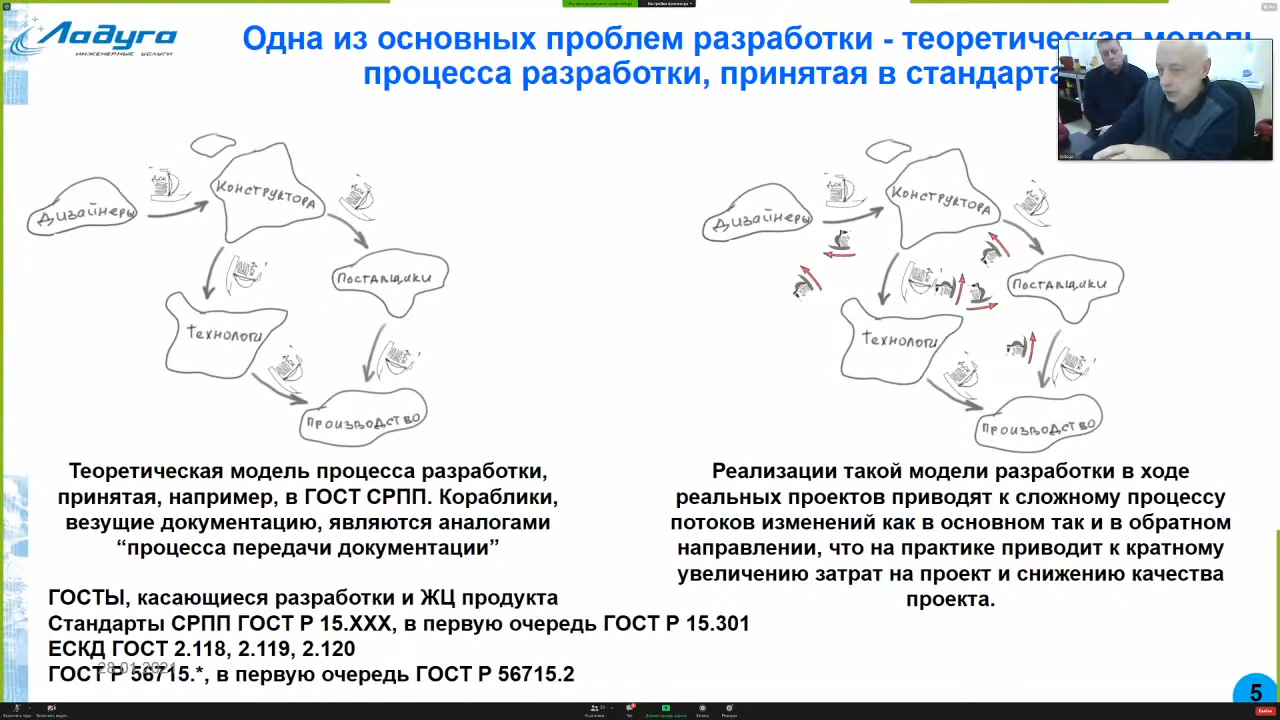 Ладуга
ИНЖЕНЕРНЫЕ УСЛУГИ
Одна из основных проблем разработки - теоретическая
процесса разработки, принятая в
Дизайнеры
Конструктора
Поставщики
Технологи
Производство
Дизайнеры
Конструктора
Поставщики
Технологи
Производство
Теоретическая модель процесса разработки,
принятая, например, в ГОСТ СРПП. Кораблики,
везущие документацию, являются аналогами
“процесса передачи документации”
Реализации такой модели разработки в ходе
реальных проектов приводят к сложному процессу
потоков изменений как в основном так и в обратном
направлении, что на практике приводит к кратному
увеличению затрат на проект и снижению качества
проекта.
ГОСТЫ, касающиеся разработки и ЖЦ продукта
Стандарты СРПП ГОСТ Р 15.XXX, в первую очередь ГОСТ Р 15.301
ЕСКД ГОСТ 2.118, 2.119, 2.120
28.01.2021
ГОСТ Р 56715.*, в первую очередь ГОСТ Р 56715.2
5